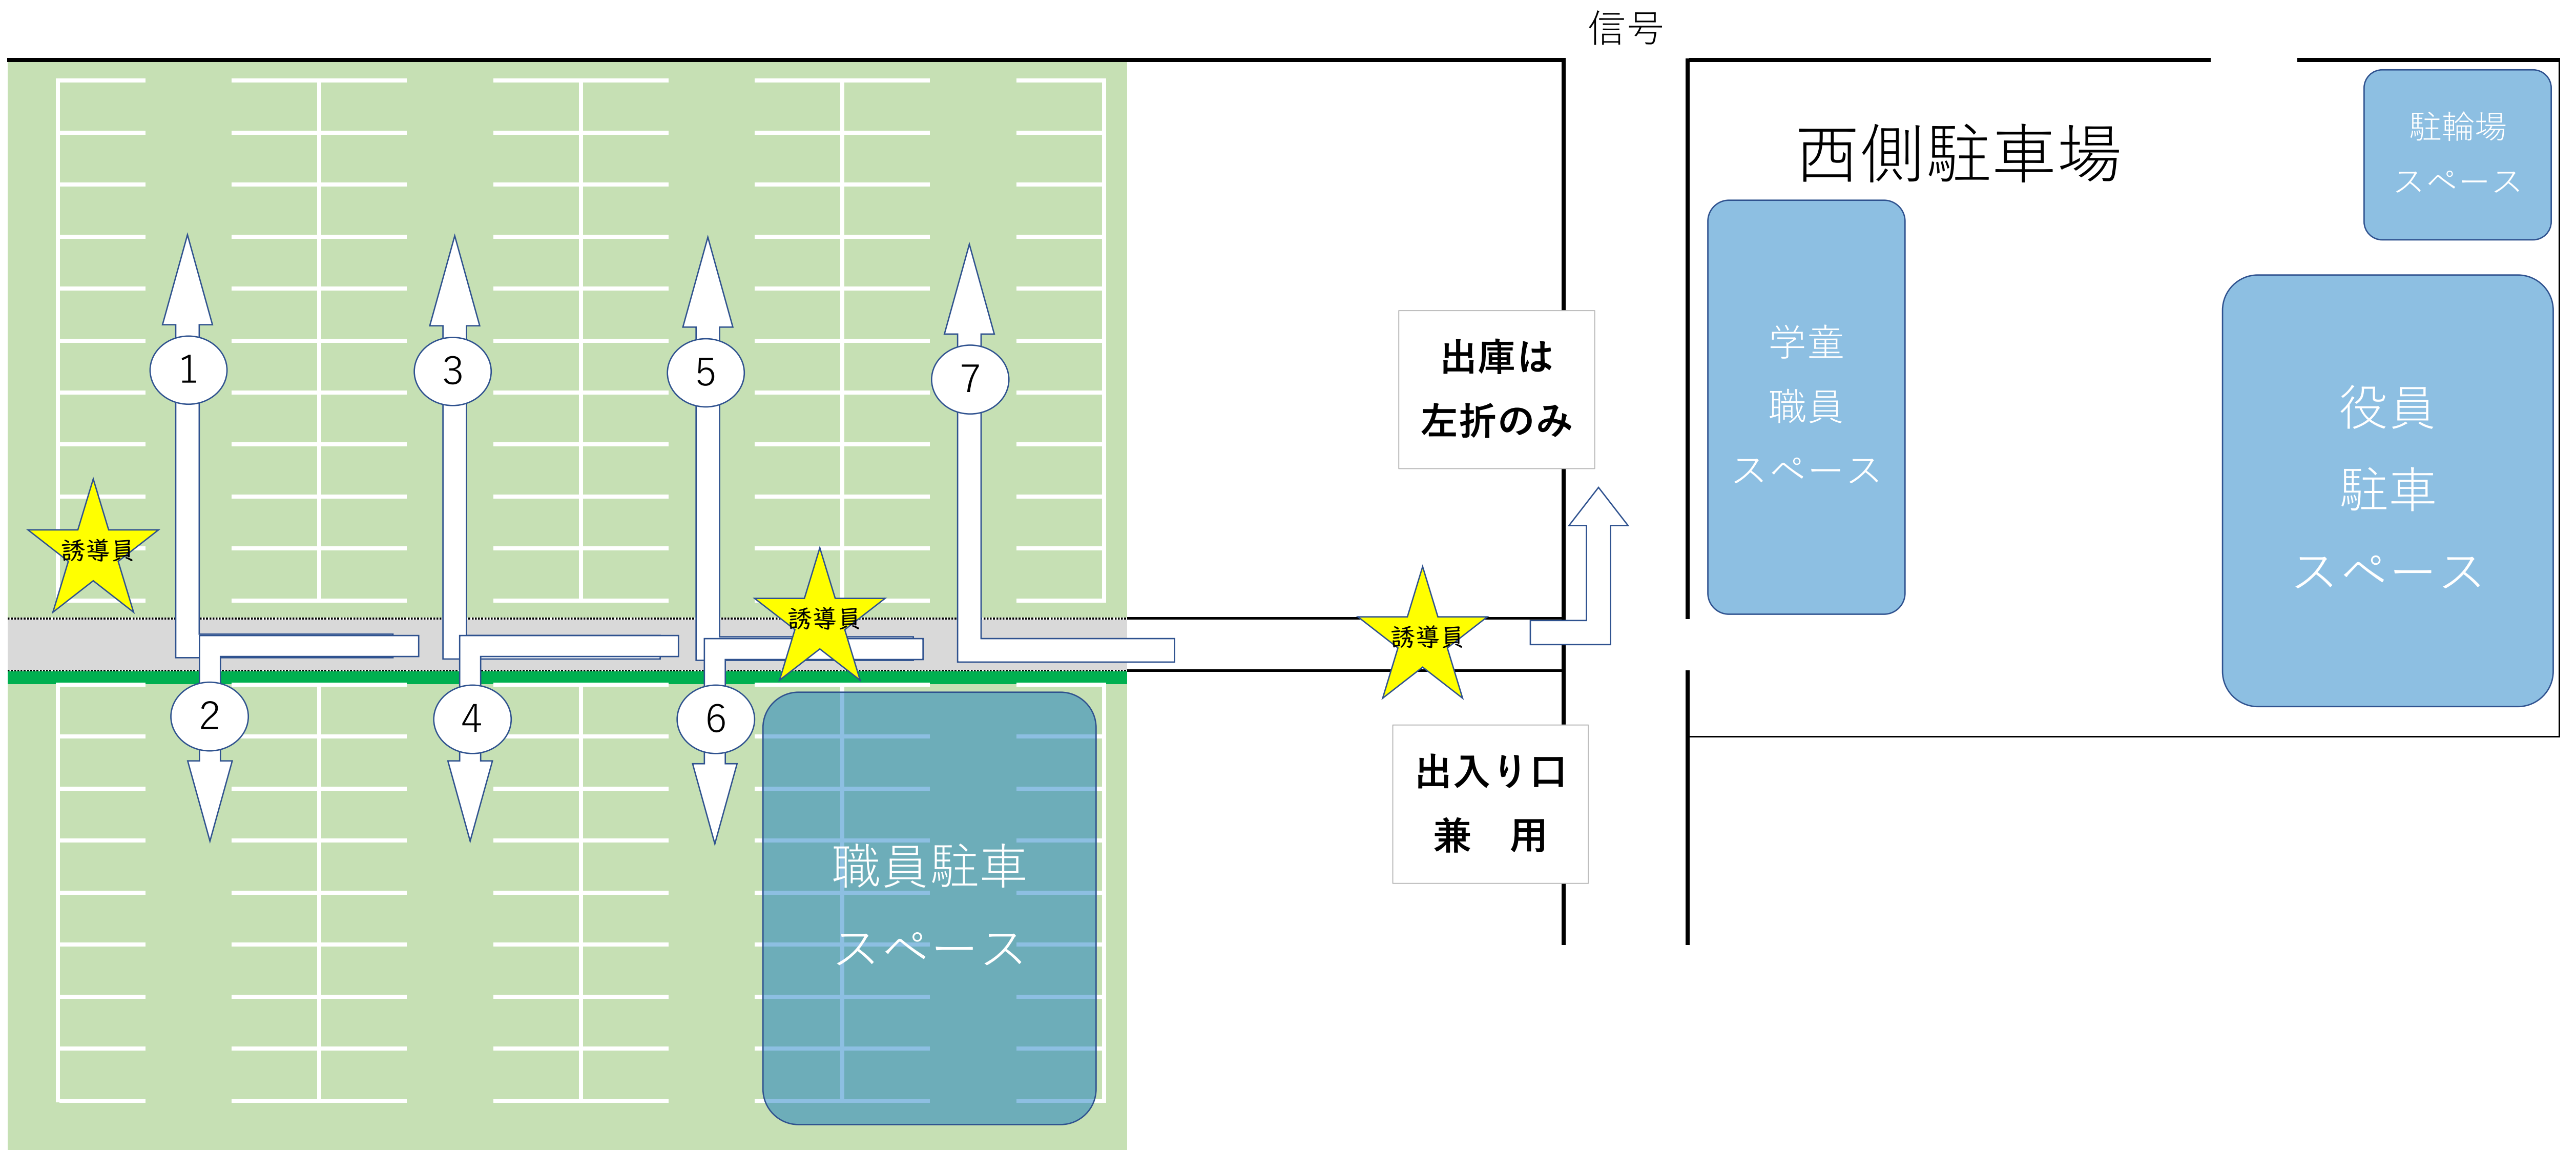 信号
西側駐車場
駐輪場
スペース
学童
職員
スペース
役員
駐車
スペース
出庫は
左折のみ
1
3
5
7
誘導員
誘導員
誘導員
2
4
6
出入り口
兼　用
職員駐車
スペース